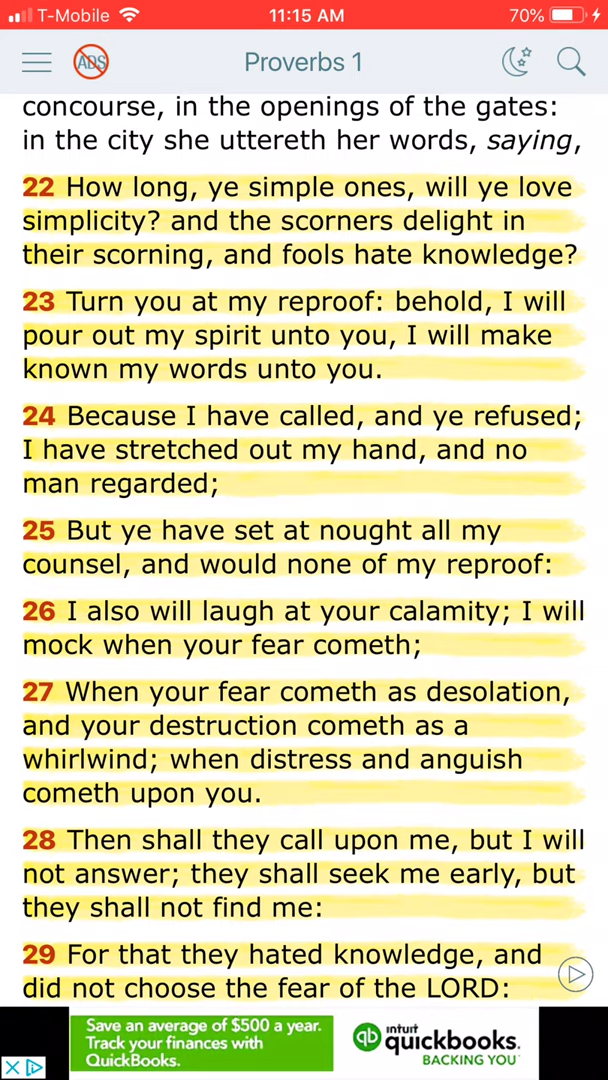 T-Mobile 11:15 AM 70%
ADS Proverbs 1
concourse, in the openings of the gates:
in the city she uttereth her words, saying,
22 How long, ye simple ones, will ye love
simplicity? and the scorners delight in
their scorning, and fools hate knowledge?
23 Turn you at my reproof: behold, I will
pour out my spirit unto you, I will make
known my words unto you.
24 Because I have called, and ye refused;
I have stretched out my hand, and no
man regarded;
25 But ye have set at nought all my
counsel, and would none of my reproof:
26 I also will laugh at your calamity; I will
mock when your fear cometh;
27 When your fear cometh as desolation,
and your destruction cometh as a
whirlwind; when distress and anguish
cometh upon you.
28 Then shall they call upon me, but I will
not answer; they shall seek me early, but
they shall not find me:
29 For that they hated knowledge, and
did not choose the fear of the LORD:
Save an average of $500 a year.
Track your finances with
QuickBooks.
intuit
qb quickbooks.
BACKING YOU